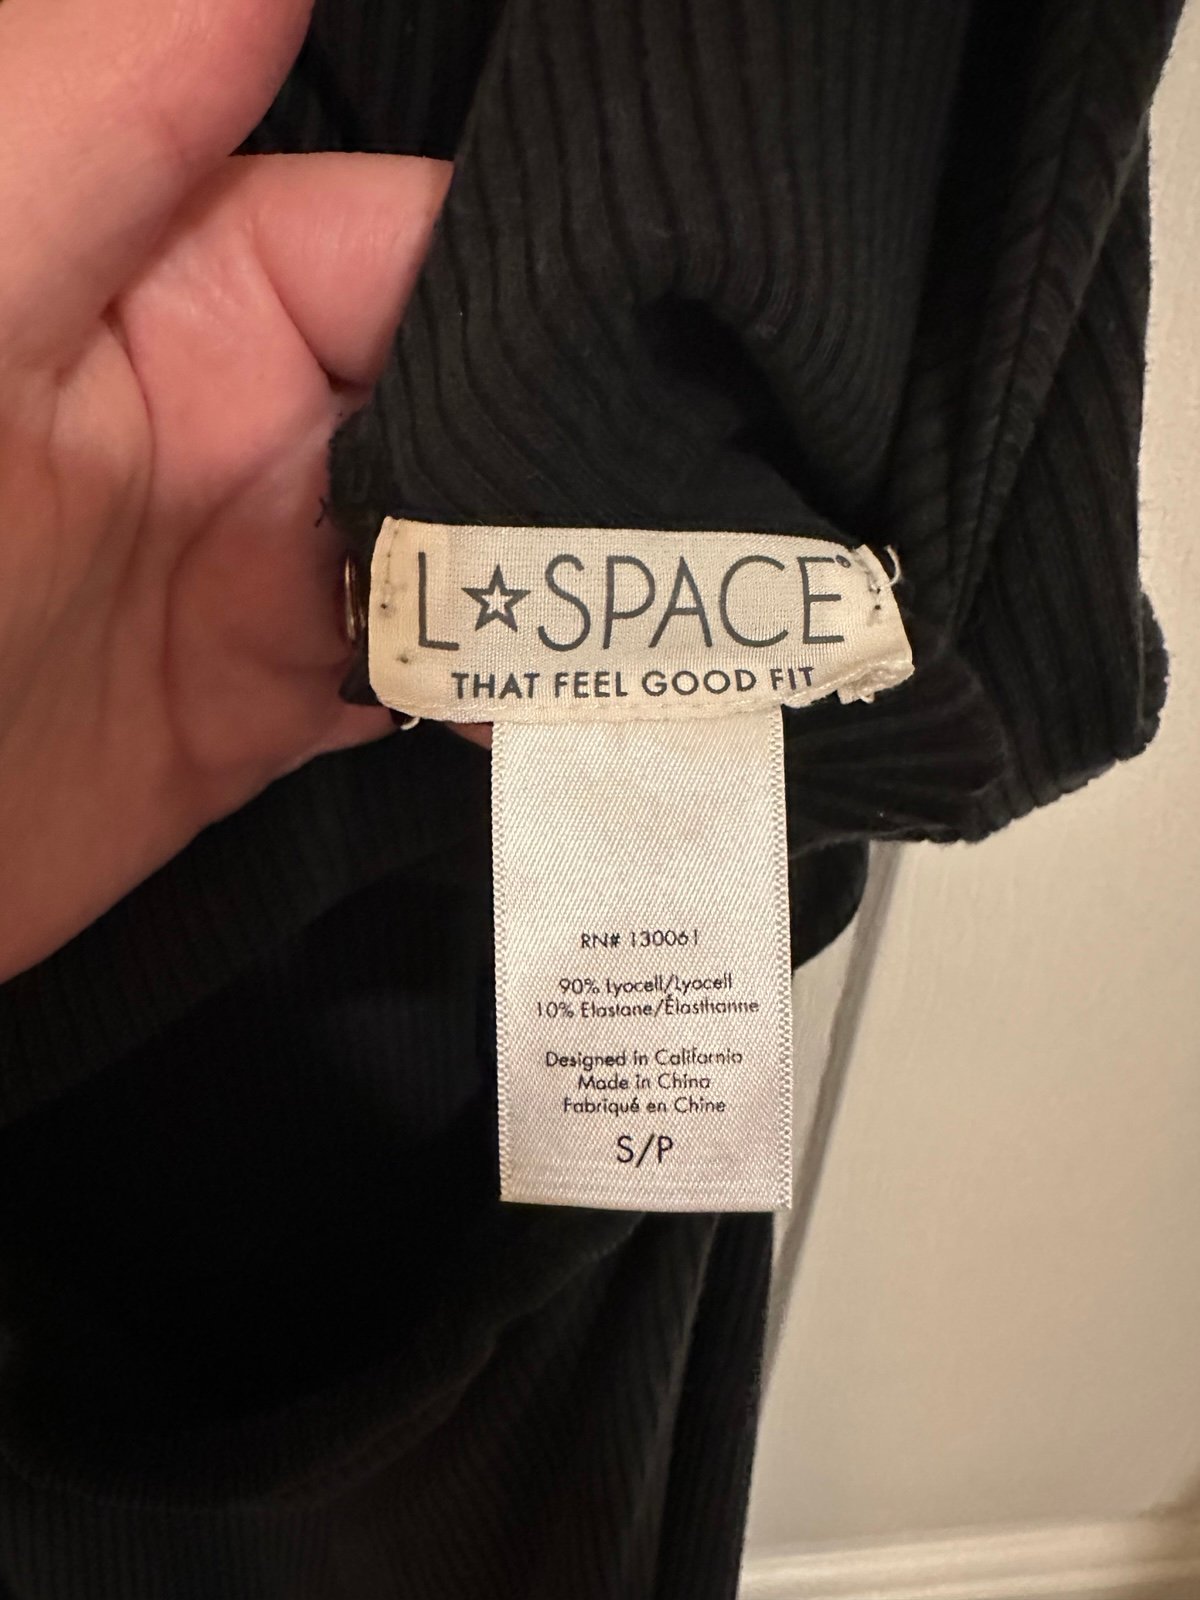 L☆SPACE®
THAT FEEL GOOD FIT
RN# 130061
90% Lyocell/Lyocell
10% Elastane/Élasthanne
Designed in California
Made in China
Fabriqué en Chine
S/P